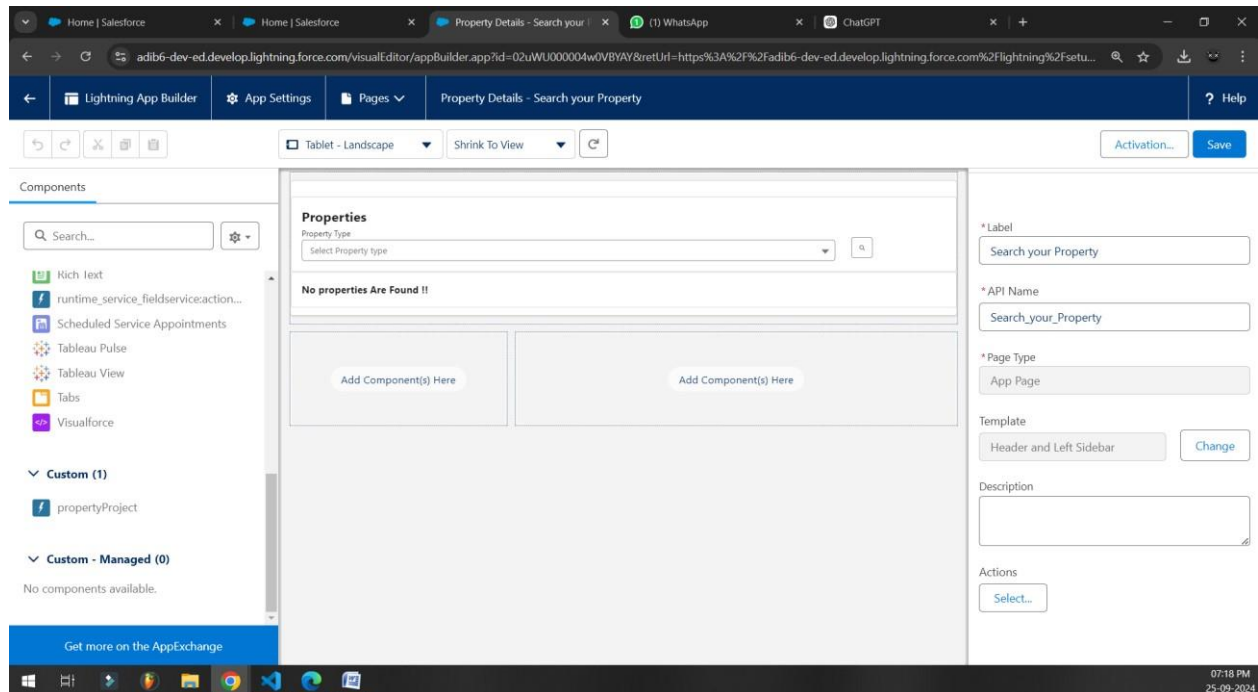 Home | Salesforce
Home | Salesforce
Property Details - Search your
(1) WhatsApp
ChatGPT
adib6-dev-ed.develop.lightning.force.com/visualEditor/appBuilder.app?id=02uWU000004w0VBYAY&retUrl=https%3A%2F%2Fadib6-dev-ed.develop.lightning.force.com%2Flightning%2Fsetu...
Lightning App Builder
App Settings
Pages
Property Details - Search your Property
? Help
Tablet - Landscape
Shrink To View
Activation...
Save
Components
Search...
Rich Text
runtime_service_fieldservice:action...
Scheduled Service Appointments
Tableau Pulse
Tableau View
Tabs
Visualforce
Custom (1)
propertyProject
Custom - Managed (0)
No components available.
Get more on the AppExchange
Properties
Property Type
Select Property type
No properties Are Found !!
Add Component(s) Here
Add Component(s) Here
*Label
Search your Property
*API Name
Search_your_Property
*Page Type
App Page
Template
Header and Left Sidebar
Change
Description
Actions
Select...
07:18 PM
25-09-2024